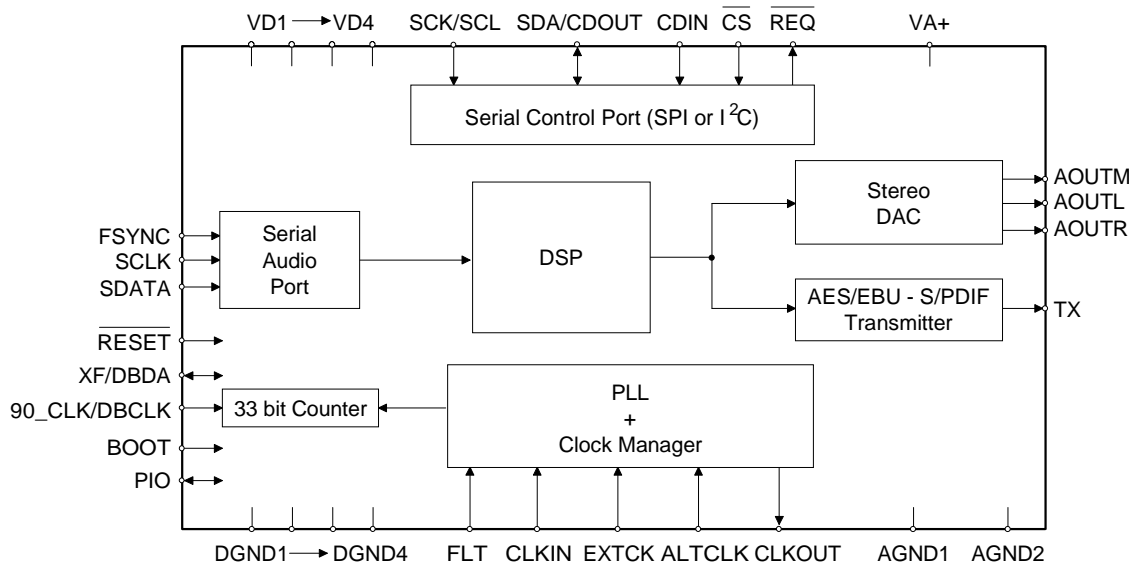 VD1 → VD4 SCK/SCL SDA/CDOUT CDIN CS REQ VA+
Serial Control Port (SPI or I²C)
FSYNC
SCLK
SDATA
Serial
Audio
Port
DSP
Stereo
DAC
AOUTM
AOUTL
AOUTR
AES/EBU - S/PDIF
Transmitter
TX
RESET
XF/DBDA
90_CLK/DBCLK
BOOT
PIO
33 bit Counter
PLL
+
Clock Manager
DGND1 → DGND4 FLT CLKIN EXTCK ALTCLK CLKOUT AGND1 AGND2